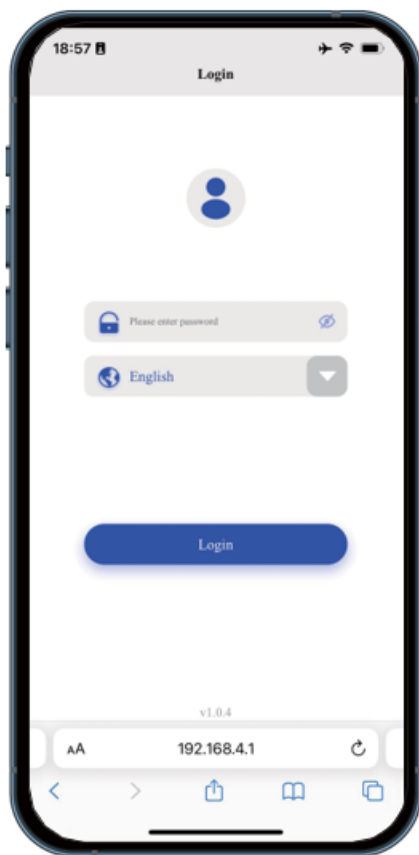 18:57
Login
Please enter password
English
Login
v1.0.4
AA
192.168.4.1